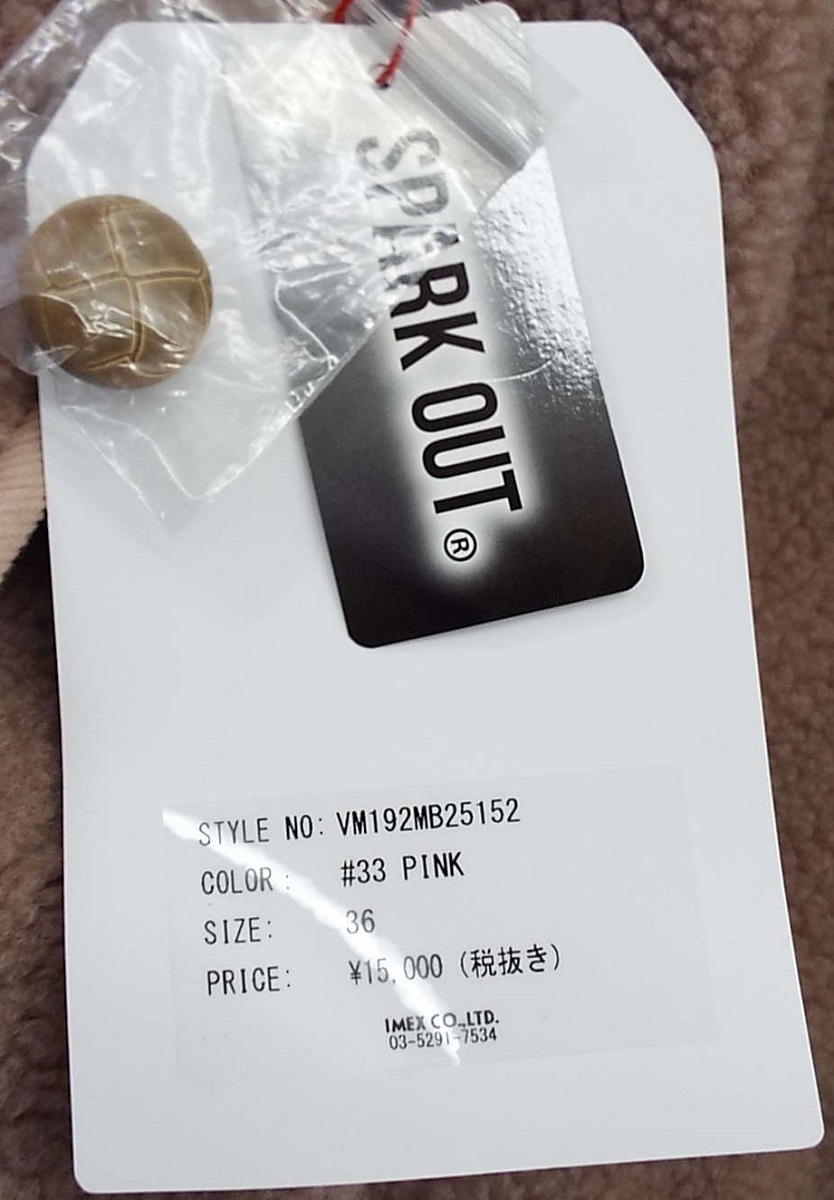 SPARK OUT®
STYLE NO: VM192MB25152
COLOR: #33 PINK
SIZE: 36
PRICE: ¥15,000 (税抜き)
IMEX CO.,LTD.
03-5291-7534